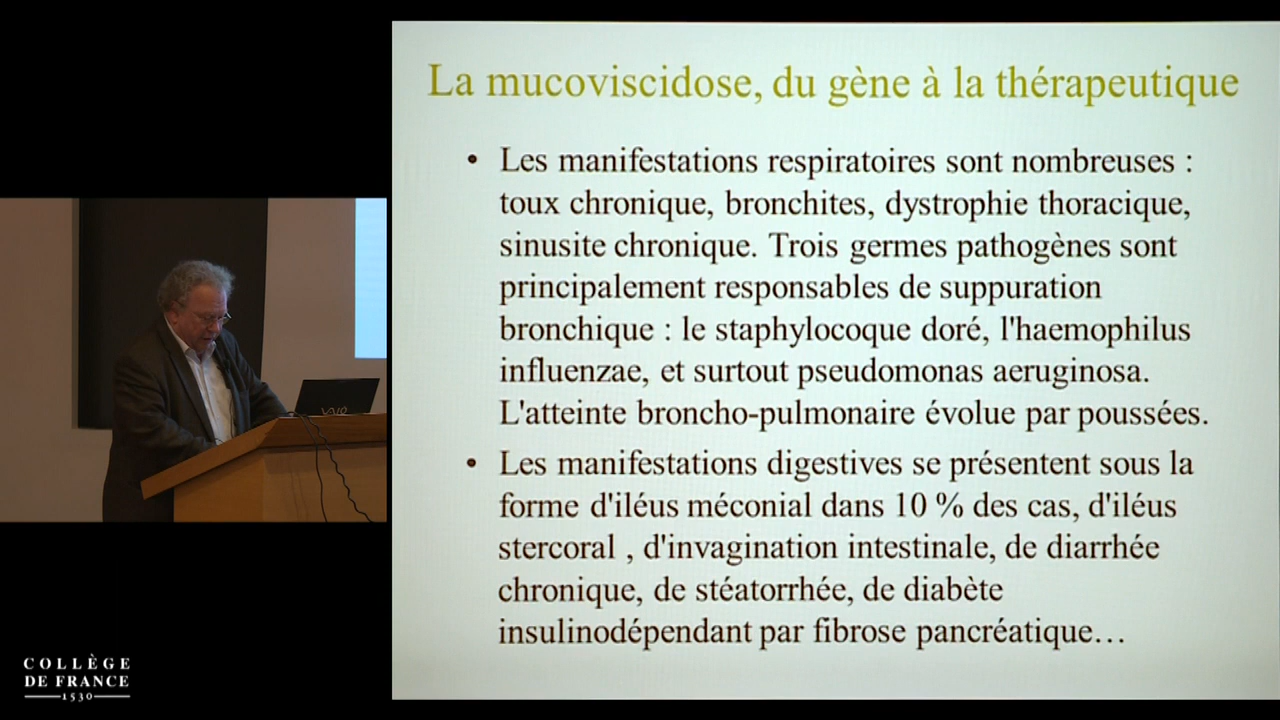 La mucoviscidose, du gène à la thérapeutique
• Les manifestations respiratoires sont nombreuses :
toux chronique, bronchites, dystrophie thoracique,
sinusite chronique. Trois germes pathogènes sont
principalement responsables de suppuration
bronchique : le staphylocoque doré, l'haemophilus
influenzae, et surtout pseudomonas aeruginosa.
L'atteinte broncho-pulmonaire évolue par poussées.
• Les manifestations digestives se présentent sous la
forme d'iléus méconial dans 10 % des cas, d'iléus
stercoral , d'invagination intestinale, de diarrhée
chronique, de stéatorrhée, de diabète
insulinodépendant par fibrose pancréatique…
VAIO
COLLÈGE
DE FRANCE
1530